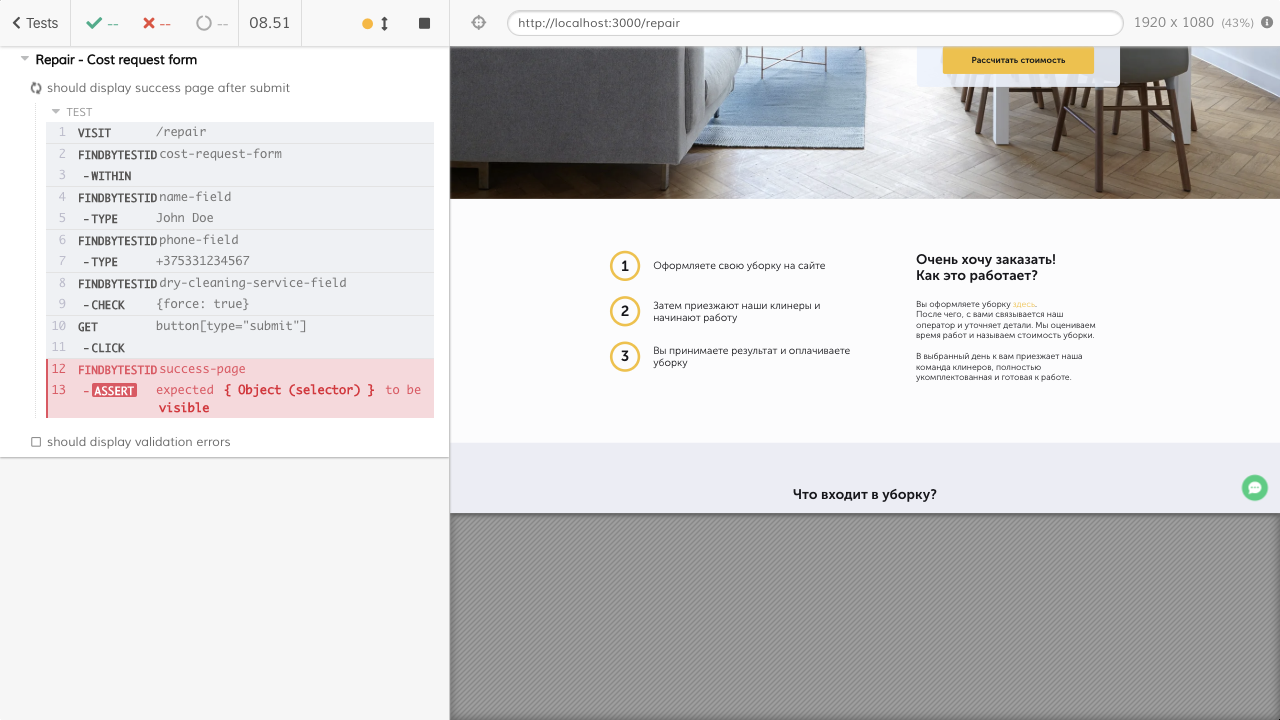 Tests
--
--
--
08.51
http://localhost:3000/repair
1920 x 1080 (43%)
Repair - Cost request form
should display success page after submit
TEST
1 VISIT /repair
2 FINDBYTESTID cost-request-form
3 -WITHIN
4 FINDBYTESTID name-field
5 -TYPE John Doe
6 FINDBYTESTID phone-field
7 -TYPE +375331234567
8 FINDBYTESTID dry-cleaning-service-field
9 -CHECK {force: true}
10 GET button[type="submit"]
11 -CLICK
12 FINDBYTESTID success-page
13 -ASSERT expected { Object (selector) } to be
visible
should display validation errors
Рассчитать стоимость
1 Оформляете свою уборку на сайте
2 Затем приезжают наши клинеры и
начинают работу
3 Вы принимаете результат и оплачиваете
уборку
Очень хочу заказать!
Как это работает?
Вы оформляете уборку здесь.
После чего, с вами связывается наш
оператор и уточняет детали. Мы оцениваем
время работ и называем стоимость уборки.
В выбранный день к вам приезжает наша
команда клинеров, полностью
укомплектованная и готовая к работе.
Что входит в уборку?